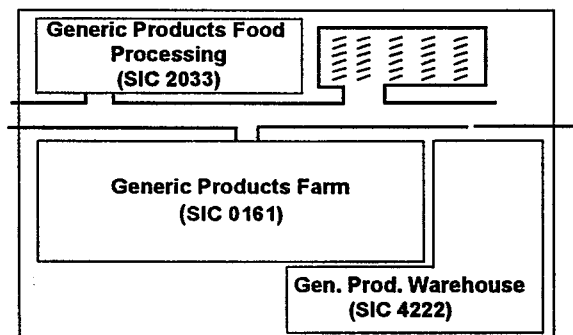 Generic Products Food
Processing
(SIC 2033)
Generic Products Farm
(SIC 0161)
Gen. Prod. Warehouse
(SIC 4222)